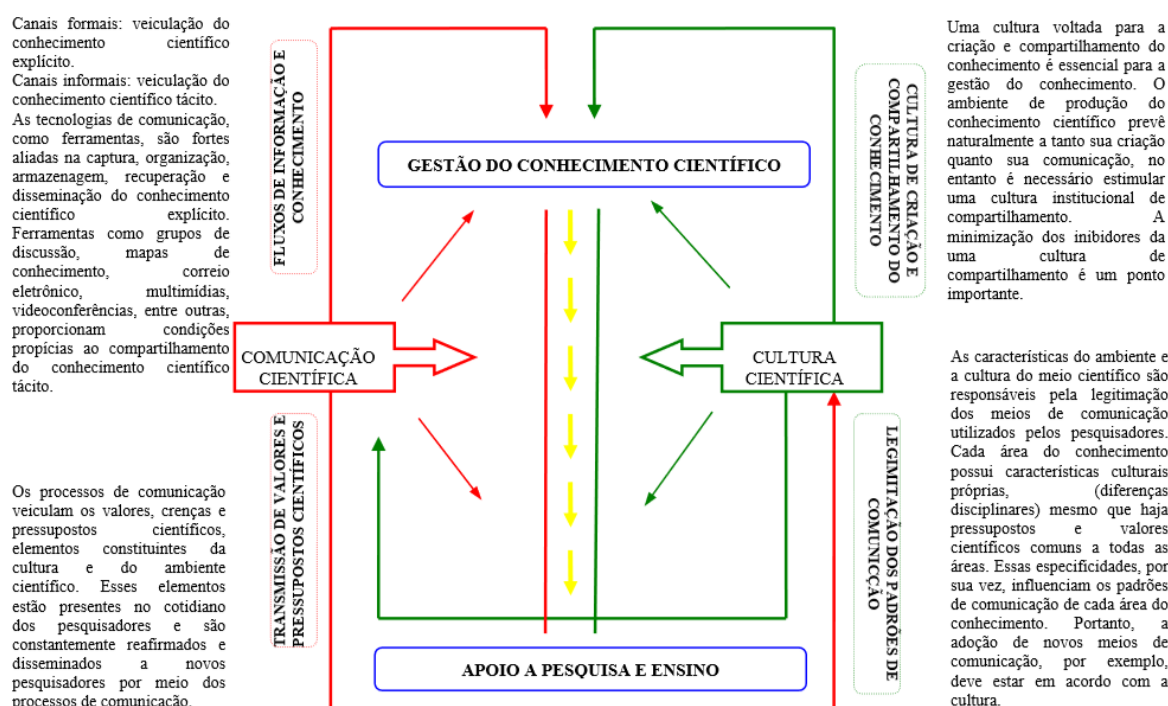 Canais formais: veiculação do
conhecimento científico
explícito.
Canais informais: veiculação do
conhecimento científico tácito.
As tecnologias de comunicação,
como ferramentas, são fortes
aliadas na captura, organização,
armazenagem, recuperação e
disseminação do conhecimento
científico explícito.
Ferramentas como grupos de
discussão, mapas de
conhecimento, correio
eletrônico, multimídias,
videoconferências, entre outras,
proporcionam condições
propícias ao compartilhamento
do conhecimento científico
tácito.
Os processos de comunicação
veiculam os valores, crenças e
pressupostos científicos,
elementos constituintes da
cultura e do ambiente
científico. Esses elementos
estão presentes no cotidiano
dos pesquisadores e são
constantemente reafirmados e
disseminados a novos
pesquisadores por meio dos
processos de comunicação.
FLUXOS DE INFORMAÇÃO E
CONHECIMENTO
TRANSMISSÃO DE VALORES E
PRESSUPOSTOS CIENTÍFICOS
GESTÃO DO CONHECIMENTO CIENTÍFICO
COMUNICAÇÃO
CIENTÍFICA
CULTURA
CIENTÍFICA
APOIO A PESQUISA E ENSINO
CULTURA DE CRIAÇÃO E
COMPARTILHAMENTO DO
CONHECIMENTO
LEGIMITAÇÃO DOS PADRÕES DE
COMUNICÇÃO
Uma cultura voltada para a
criação e compartilhamento do
conhecimento é essencial para a
gestão do conhecimento. O
ambiente de produção do
conhecimento científico prevê
naturalmente a tanto sua criação
quanto sua comunicação, no
entanto é necessário estimular
uma cultura institucional de
compartilhamento. A
minimização dos inibidores da
uma cultura de
compartilhamento é um ponto
importante.
As características do ambiente e
a cultura do meio científico são
responsáveis pela legitimação
dos meios de comunicação
utilizados pelos pesquisadores.
Cada área do conhecimento
possui características culturais
próprias, (diferenças
disciplinares) mesmo que haja
pressupostos e valores
científicos comuns a todas as
áreas. Essas especificidades, por
sua vez, influenciam os padrões
de comunicação de cada área do
conhecimento. Portanto, a
adoção de novos meios de
comunicação, por exemplo,
deve estar em acordo com a
cultura.